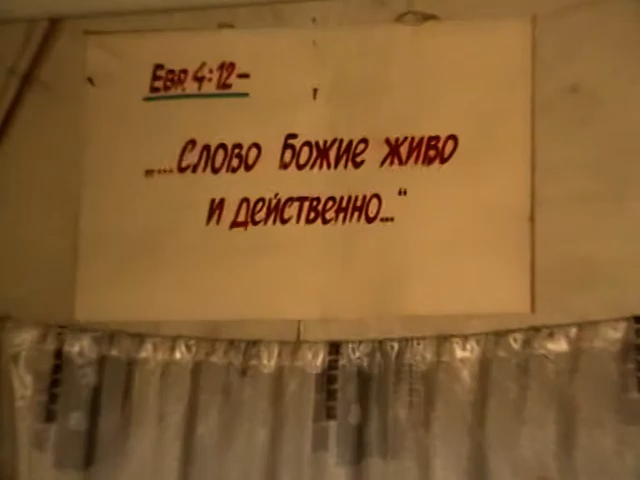 Евр. 4:12–
„...Слово Божие живо
и действенно..."